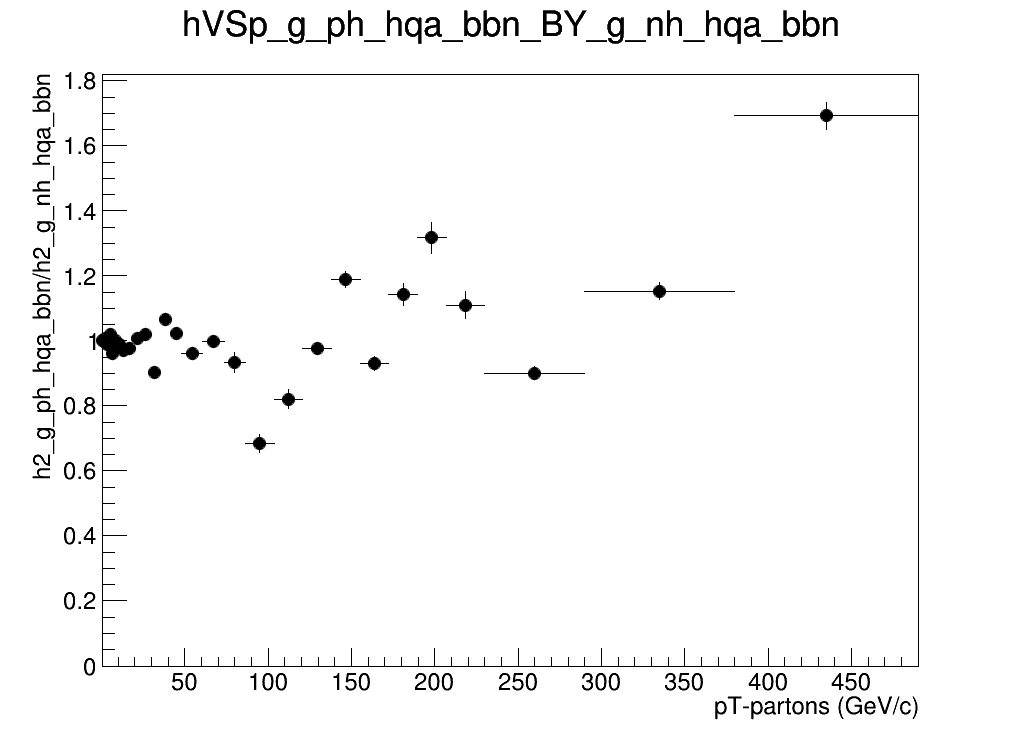 hVSp_g_ph_hqa_bbn_BY_g_nh_hqa_bbn
h2_g_ph_hqa_bbn/h2_g_nh_hqa_bbn
1.8
1.6
1.4
1.2
1
0.8
0.6
0.4
0.2
0
50 100 150 200 250 300 350 400 450
pT-partons (GeV/c)